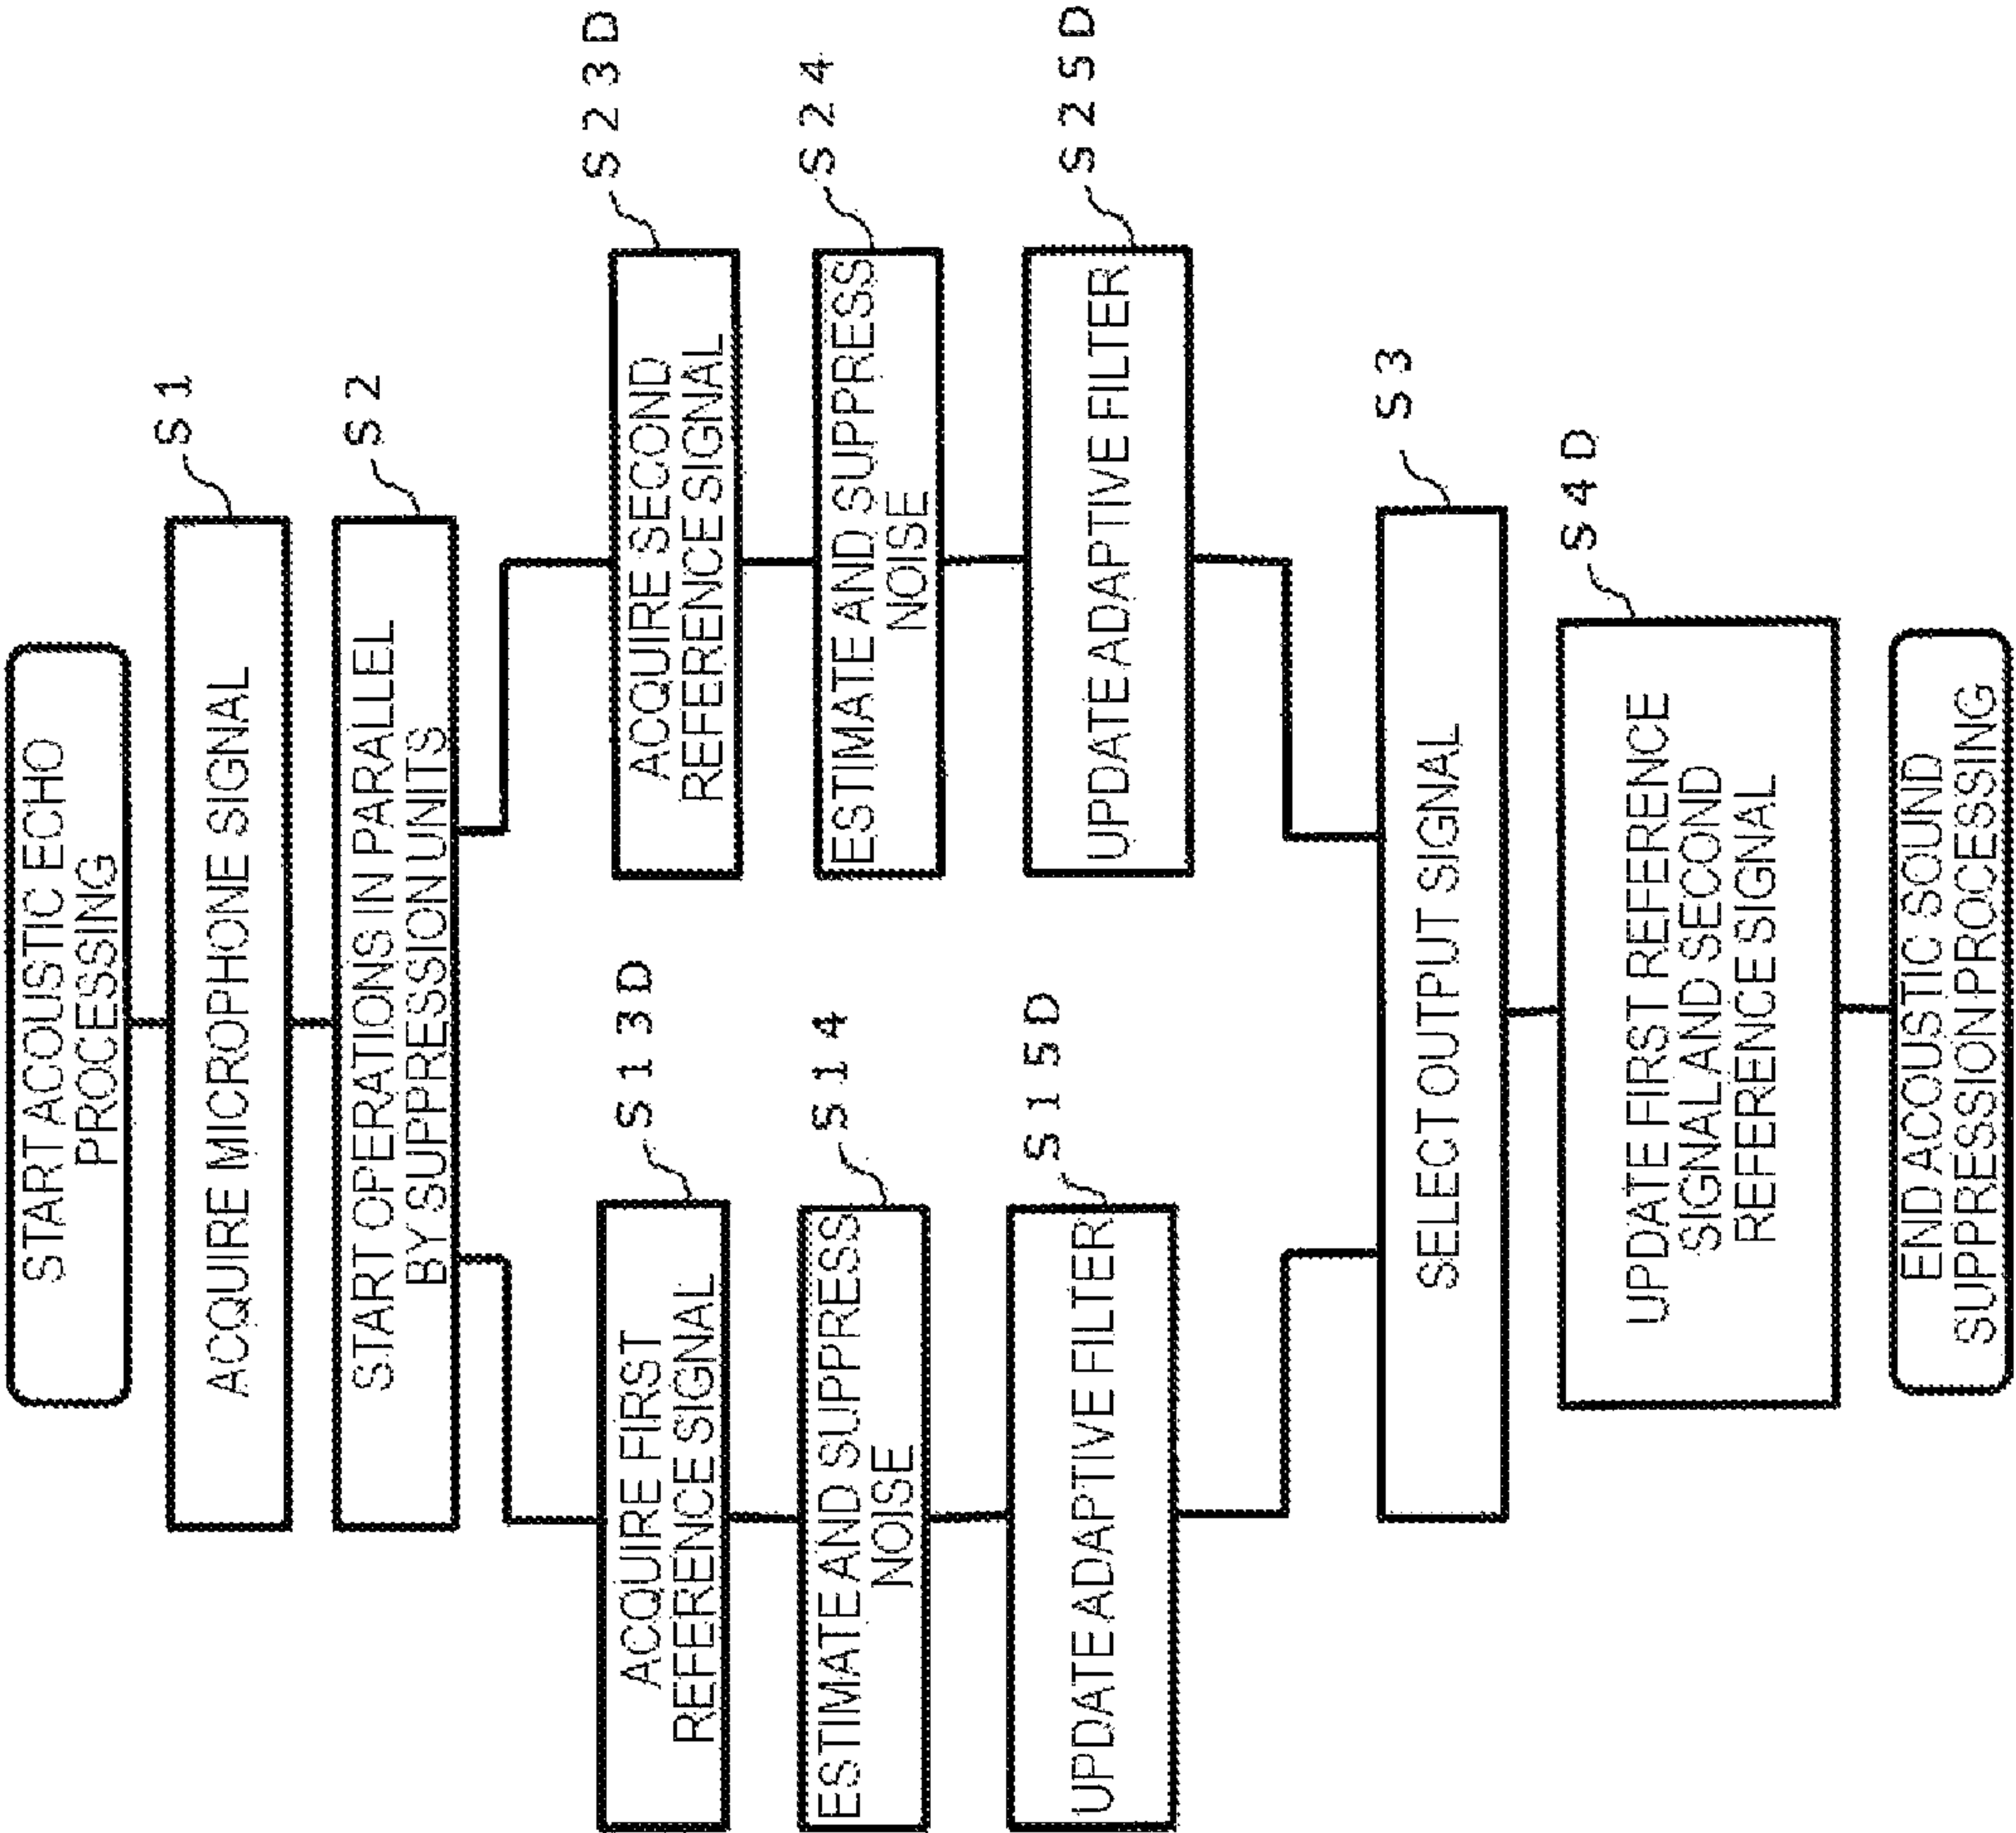 START ACOUSTIC ECHO
PROCESSING
S1
ACQUIRE MICROPHONE SIGNAL
S2
START OPERATIONS IN PARALLEL
BY SUPPRESSION UNITS
S13D
ACQUIRE FIRST
REFERENCE SIGNAL
S14
ESTIMATE AND SUPPRESS
NOISE
S15D
UPDATE ADAPTIVE FILTER
S23D
ACQUIRE SECOND
REFERENCE SIGNAL
S24
ESTIMATE AND SUPPRESS
NOISE
S25D
UPDATE ADAPTIVE FILTER
S3
SELECT OUTPUT SIGNAL
S4D
UPDATE FIRST REFERENCE
SIGNAL AND SECOND
REFERENCE SIGNAL
END ACOUSTIC SOUND
SUPPRESSION PROCESSING